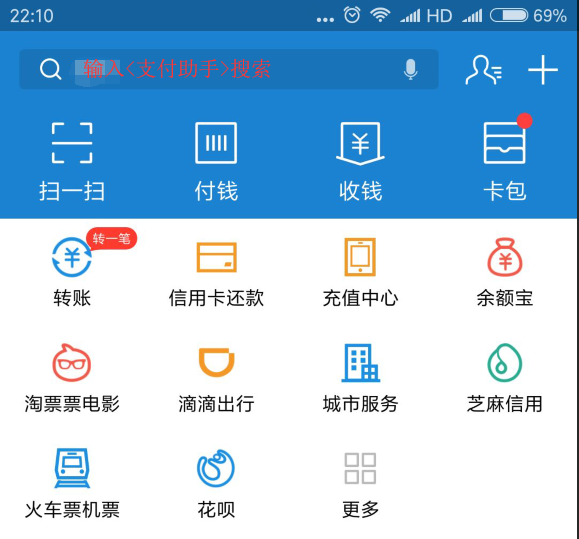 22:10 HD 69%
输入<支付助手>搜索
扫一扫 付钱 收钱 卡包
转一笔
转账 信用卡还款 充值中心 余额宝
淘票票电影 滴滴出行 城市服务 芝麻信用
火车票机票 花呗 更多